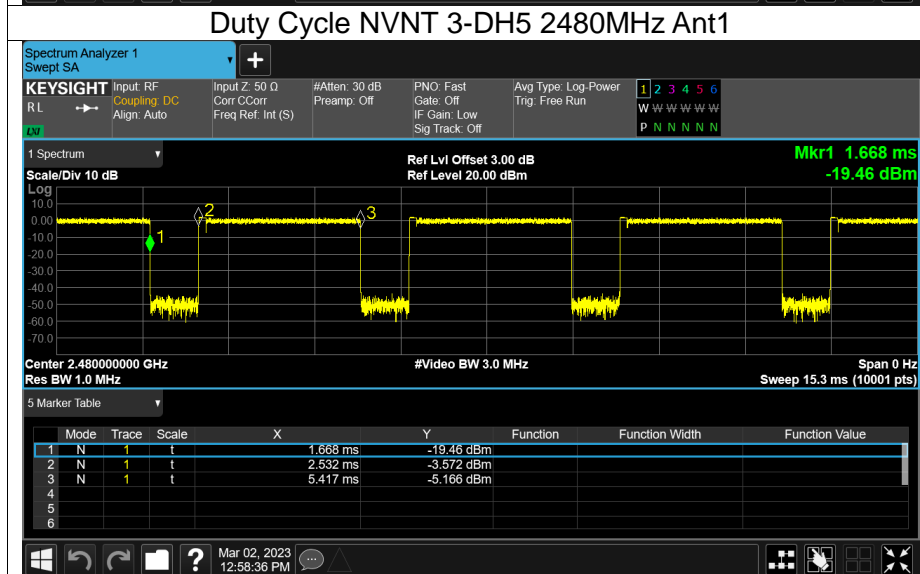 Duty Cycle NVNT 3-DH5 2480MHz Ant1
Spectrum Analyzer 1
Swept SA
+
KEYSIGHT Input: RF Input Z: 50 Ω #Atten: 30 dB PNO: Fast Avg Type: Log-Power 1 2 3 4 5 6
R L Coupling: DC Corr CCorr Preamp: Off Gate: Off Trig: Free Run W W W W W W
Align: Auto Freq Ref: Int (S) IF Gain: Low
LXI Sig Track: Off P N N N N N
1 Spectrum Ref Lvl Offset 3.00 dB Mkr1 1.668 ms
Scale/Div 10 dB Ref Level 20.00 dBm -19.46 dBm
Log
10.0
0.00
-10.0
-20.0
-30.0
-40.0
-50.0
-60.0
-70.0
1 2 3
Center 2.480000000 GHz #Video BW 3.0 MHz Span 0 Hz
Res BW 1.0 MHz Sweep 15.3 ms (10001 pts)
5 Marker Table
Mode Trace Scale X Y Function Function Width Function Value
1 N 1 t 1.668 ms -19.46 dBm
2 N 1 t 2.532 ms -3.572 dBm
3 N 1 t 5.417 ms -5.166 dBm
4
5
6
? Mar 02, 2023
12:58:36 PM